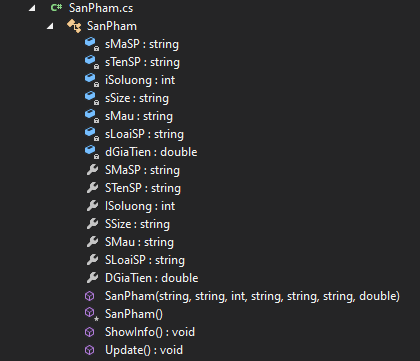 C# SanPham.cs
SanPham
sMaSP : string
sTenSP : string
iSoluong : int
sSize : string
sMau : string
sLoaiSP : string
dGiaTien : double
SMaSP : string
STenSP : string
ISoluong : int
SSize : string
SMau : string
SLoaiSP : string
DGiaTien : double
SanPham(string, string, int, string, string, string, double)
SanPham()
ShowInfo() : void
Update() : void